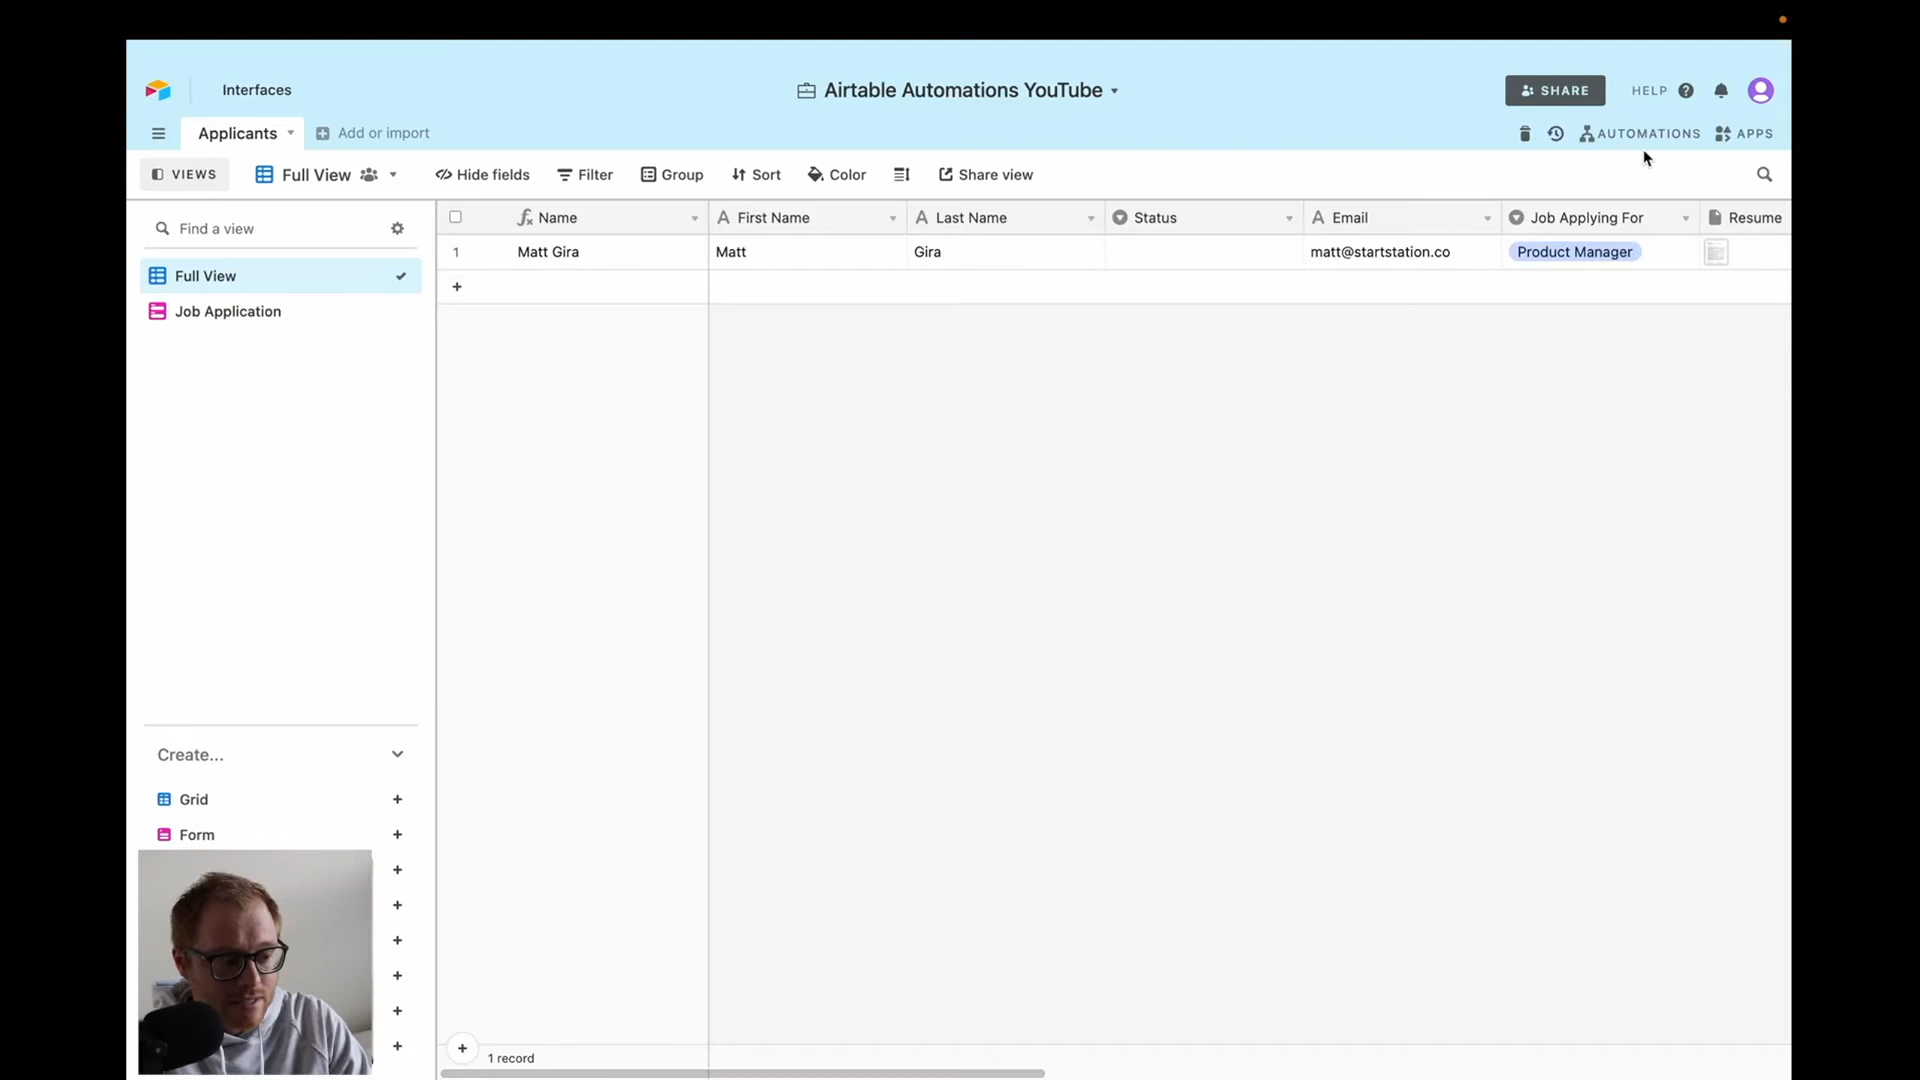 Interfaces
Airtable Automations YouTube
SHARE
HELP
Applicants
Add or import
AUTOMATIONS
APPS
VIEWS
Full View
Hide fields
Filter
Group
Sort
Color
Share view
Find a view
Full View
Job Application
Name
First Name
Last Name
Status
Email
Job Applying For
Resume
1
Matt Gira
Matt
Gira
matt@startstation.co
Product Manager
Create...
Grid
Form
1 record